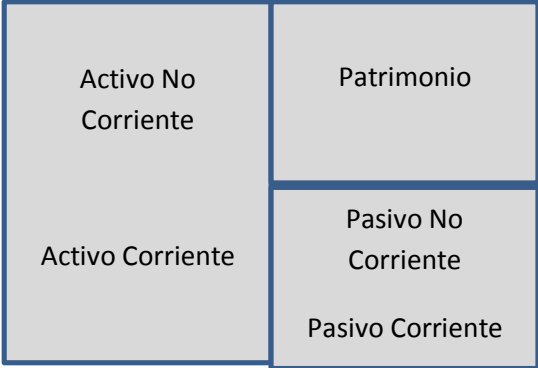 Activo No
Corriente
Activo Corriente
Patrimonio
Pasivo No
Corriente
Pasivo Corriente